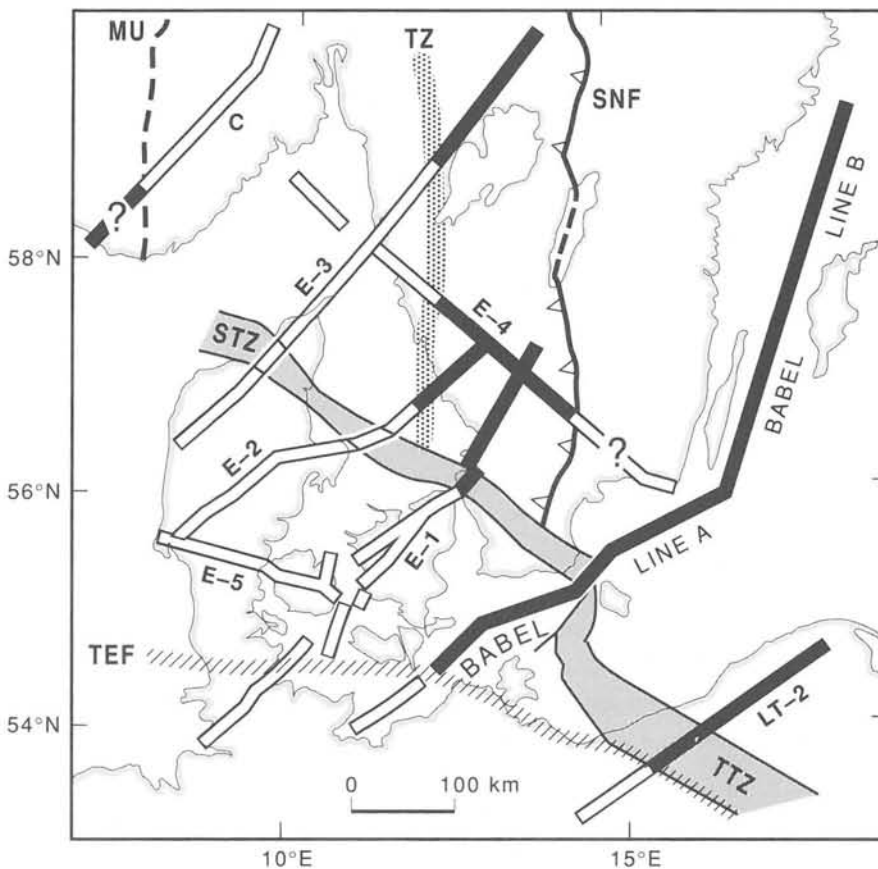 MU
TZ
SNF
C
?
LINE B
58°N
E–3
E–4
STZ
BABEL
E–2
?
56°N
E–1
LINE A
E–5
BABEL
TEF
LT–2
54°N
TTZ
0 100 km
10°E 15°E